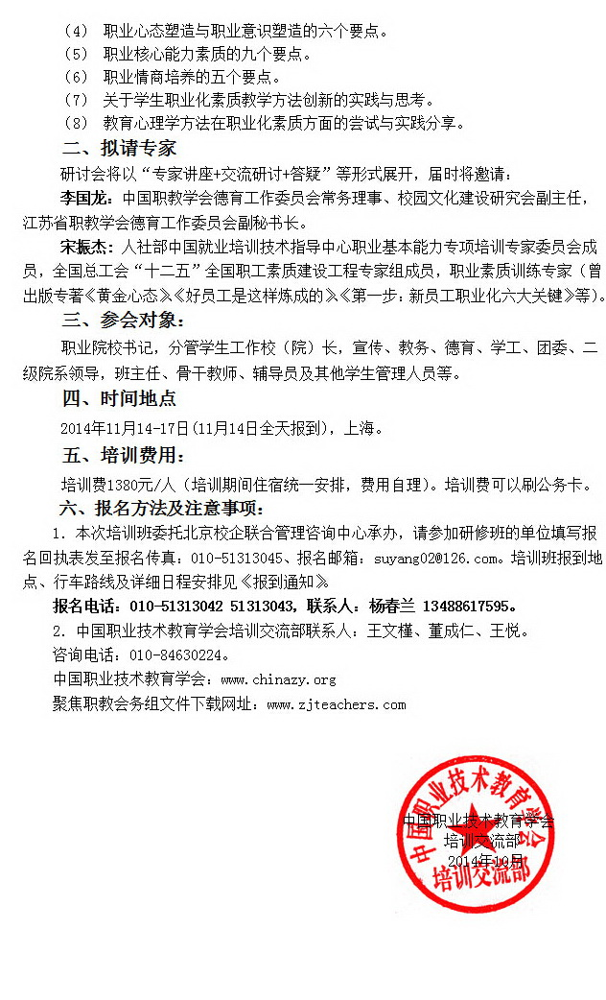 （4） 职业心态塑造与职业意识塑造的六个要点。
（5） 职业核心能力素质的九个要点。
（6） 职业情商培养的五个要点。
（7） 关于学生职业化素质教学方法创新的实践与思考。
（8） 教育心理学方法在职业化素质方面的尝试与实践分享。
二、拟请专家
研讨会将以“专家讲座+交流研讨+答疑”等形式展开，届时将邀请：
李国龙：中国职教学会德育工作委员会常务理事、校园文化建设研究会副主任，
江苏省职教学会德育工作委员会副秘书长。
宋振杰：人社部中国就业培训技术指导中心职业基本能力专项培训专家委员会成
员，全国总工会“十二五”全国职工素质建设工程专家组成员，职业素质训练专家（曾
出版专著《黄金心态》、《好员工是这样炼成的》、《第一步：新员工职业化六大关键》等）。
三、参会对象：
职业院校书记，分管学生工作校（院）长，宣传、教务、德育、学工、团委、二
级院系领导，班主任、骨干教师、辅导员及其他学生管理人员等。
四、时间地点
2014年11月14-17日(11月14日全天报到)，上海。
五、培训费用：
培训费1380元/人（培训期间住宿统一安排，费用自理）。培训费可以刷公务卡。
六、报名方法及注意事项：
1．本次培训班委托北京校企联合管理咨询中心承办，请参加研修班的单位填写报
名回执表发至报名传真：010-51313045、报名邮箱：suyang02@126.com。培训班报到地
点、行车路线及详细日程安排见《报到通知》。
报名电话：010-51313042 51313043，联系人：杨春兰 13488617595。
2．中国职业技术教育学会培训交流部联系人：王文槿、董成仁、王悦。
咨询电话：010-84630224。
中国职业技术教育学会：www.chinazy.org
聚焦职教会务组文件下载网址：www.zjteachers.com
中国职业技术教育学会
中国职业技术教育学会
培训交流部
2014年10月
培训交流部